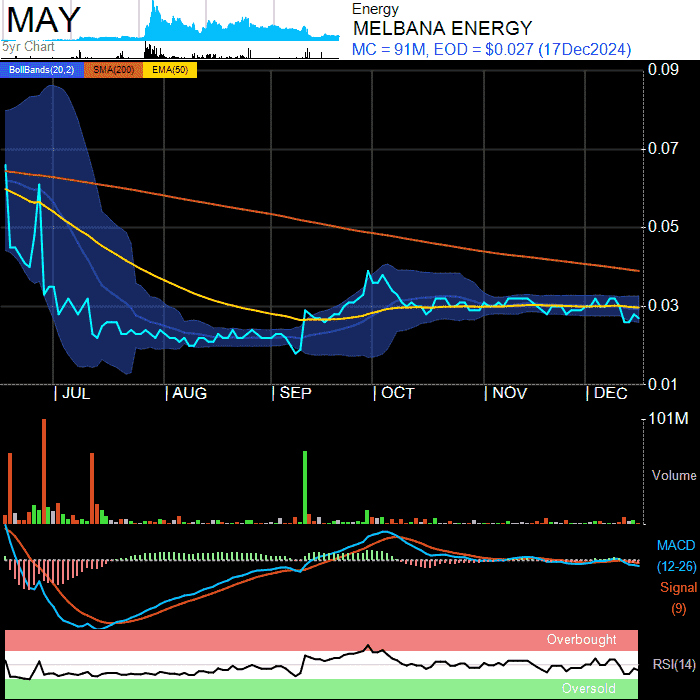 MAY
5yr Chart
Energy
MELBANA ENERGY
MC = 91M, EOD = $0.027 (17Dec2024)
BollBands(20,2) SMA(200) EMA(50)
0.09
0.07
0.05
0.03
0.01
| JUL | AUG | SEP | OCT | NOV | DEC
101M
Volume
MACD
(12-26)
Signal
(9)
Overbought
RSI(14)
Oversold